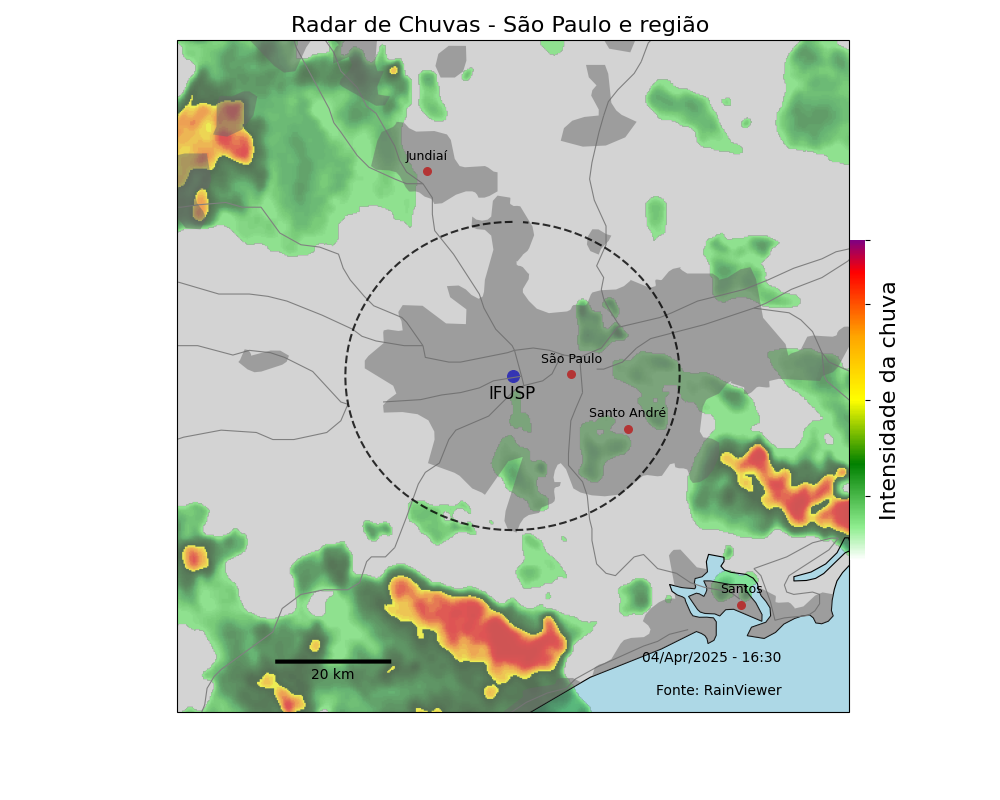 Radar de Chuvas - São Paulo e região
Jundiaí
São Paulo
IFUSP
Santo André
Intensidade da chuva
Santos
04/Apr/2025 - 16:30
20 km
Fonte: RainViewer